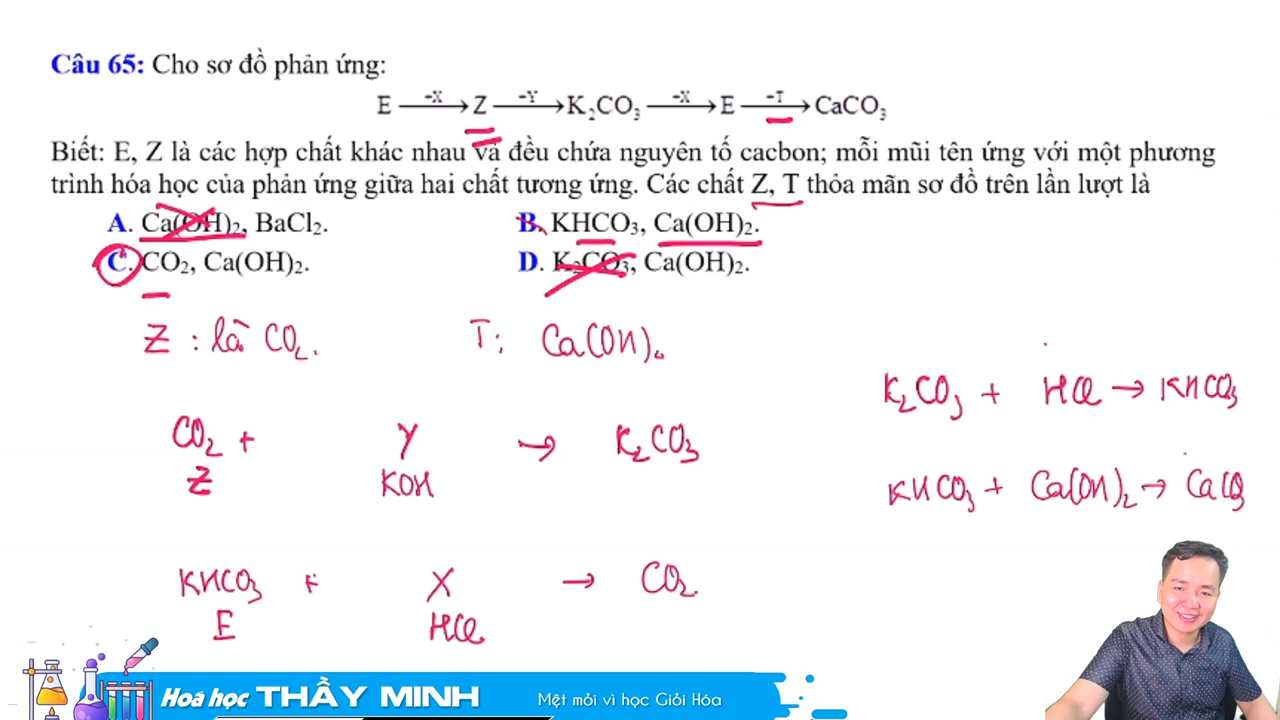 Câu 65: Cho sơ đồ phản ứng:
E —+X→ Z —+Y→ K₂CO₃ —+X→ E —+T→ CaCO₃
Biết: E, Z là các hợp chất khác nhau và đều chứa nguyên tố cacbon; mỗi mũi tên ứng với một phương
trình hóa học của phản ứng giữa hai chất tương ứng. Các chất Z, T thỏa mãn sơ đồ trên lần lượt là
A. Ca(OH)₂, BaCl₂. B. KHCO₃, Ca(OH)₂.
C. CO₂, Ca(OH)₂. D. K₂CO₃, Ca(OH)₂.
Z : là CO₂. T: Ca(OH)₂
K₂CO₃ + HCl → KHCO₃
CO₂ + Y → K₂CO₃
Z KOH
KHCO₃ + Ca(OH)₂ → CaCO₃
KHCO₃ + X → CO₂
E HCl
Hoá học THẦY MINH Mệt mỏi vì học Giỏi Hóa